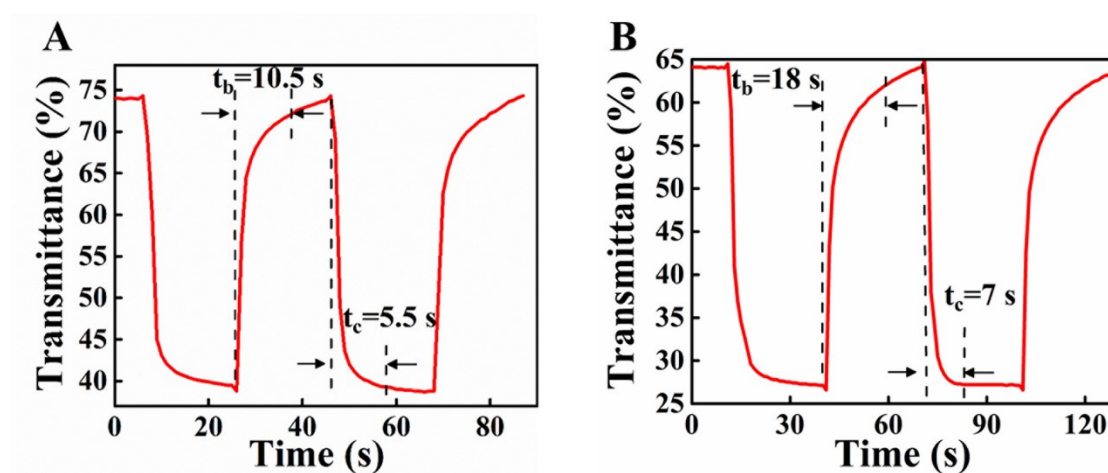 A
75
70
65
60
55
50
45
40
Transmittance (%)
t_b=10.5 s
t_c=5.5 s
0 20 40 60 80
Time (s)
B
65
60
55
50
45
40
35
30
25
Transmittance (%)
t_b=18 s
t_c=7 s
0 30 60 90 120
Time (s)